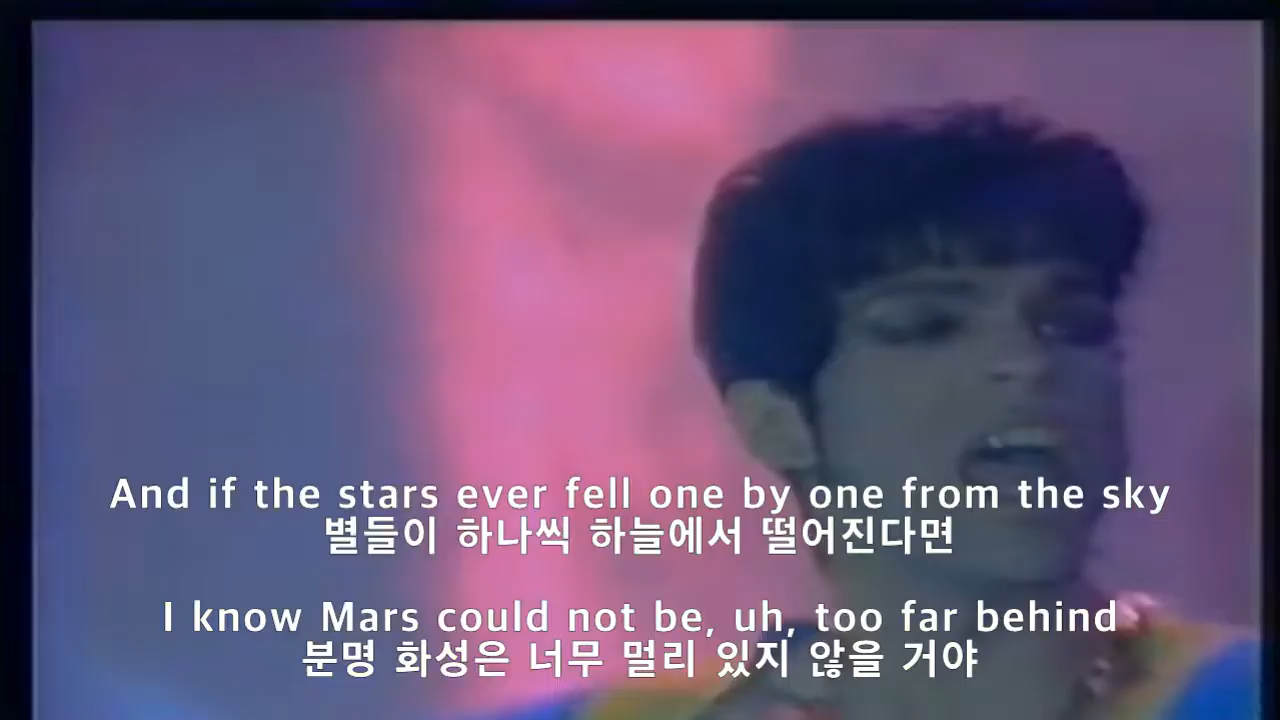 And if the stars ever fell one by one from the sky
별들이 하나씩 하늘에서 떨어진다면
I know Mars could not be, uh, too far behind
분명 화성은 너무 멀리 있지 않을 거야